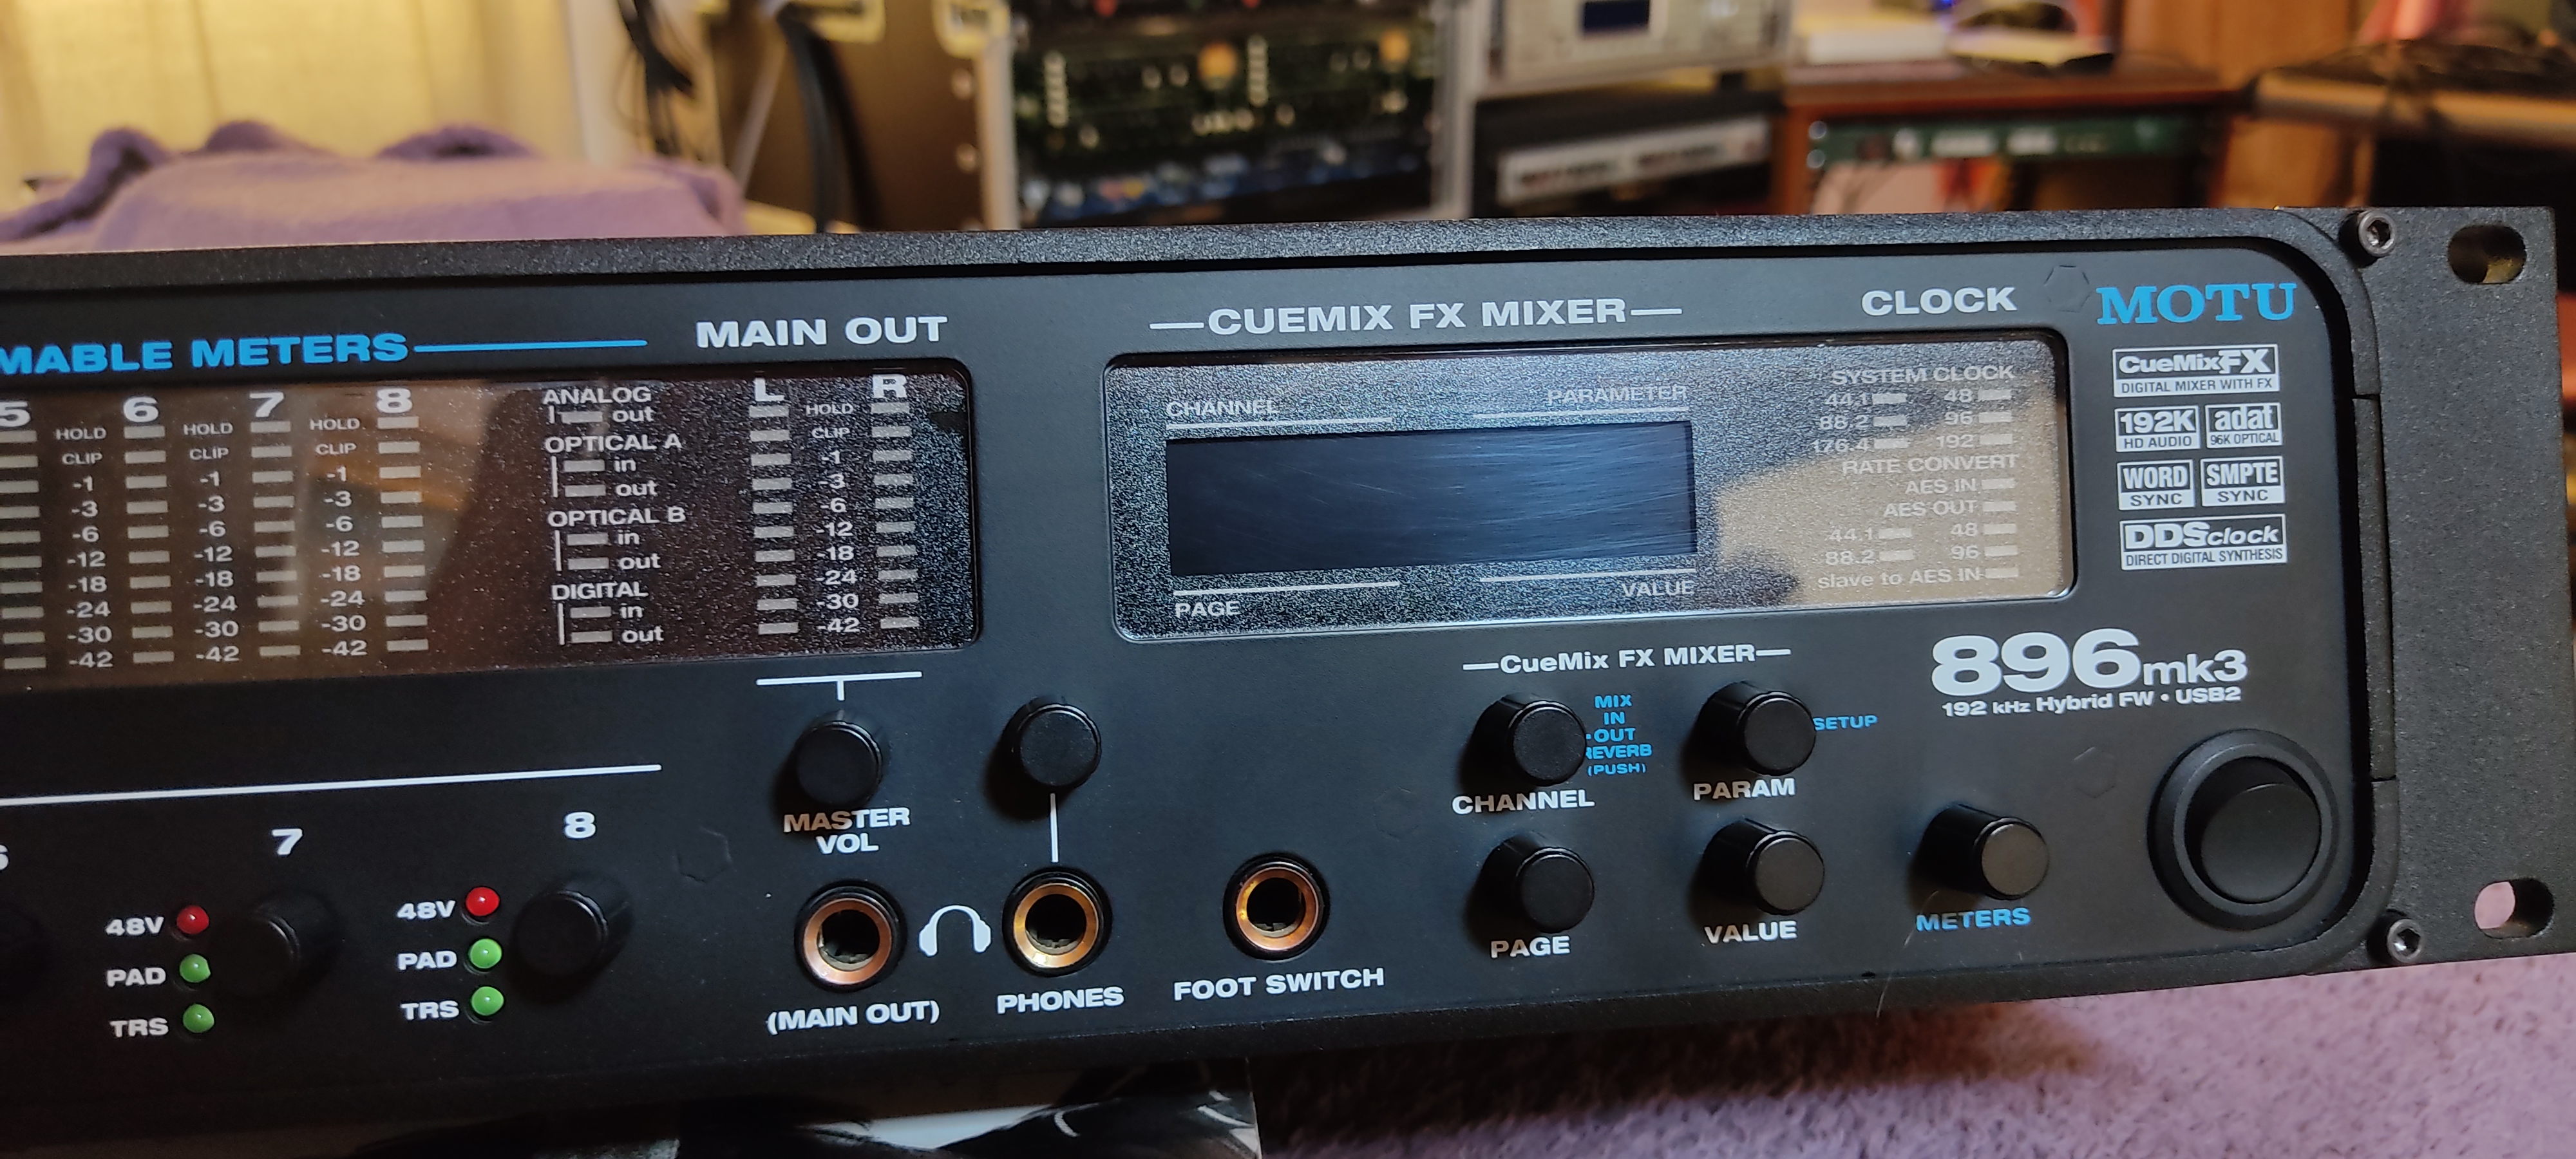 MABLE METERS
MAIN OUT
CUEMIX FX MIXER
CLOCK
MOTU
5 6 7 8
HOLD HOLD HOLD
CLIP CLIP CLIP
-1 -1 -1
-3 -3 -3
-6 -6 -6
-12 -12 -12
-18 -18 -18
-24 -24 -24
-30 -30 -30
-42 -42 -42
ANALOG
out
OPTICAL A
in
out
OPTICAL B
in
out
DIGITAL
in
out
L R
HOLD
CLIP
-1
-3
-6
-12
-18
-24
-30
-42
CHANNEL PARAMETER
PAGE VALUE
SYSTEM CLOCK
44.1 48
88.2 96
176.4 192
RATE CONVERT
AES IN
AES OUT
44.1 48
88.2 96
slave to AES IN
CueMixFX
DIGITAL MIXER WITH FX
192K
HD AUDIO
adat
96K OPTICAL
WORD
SYNC
SMPTE
SYNC
DDSclock
DIRECT DIGITAL SYNTHESIS
896mk3
192 kHz Hybrid FW • USB2
CueMix FX MIXER
MIX
IN
OUT
REVERB
(PUSH)
SETUP
CHANNEL
PARAM
PAGE
VALUE
METERS
MASTER
VOL
(MAIN OUT)
PHONES
FOOT SWITCH
7
48V
PAD
TRS
8
48V
PAD
TRS